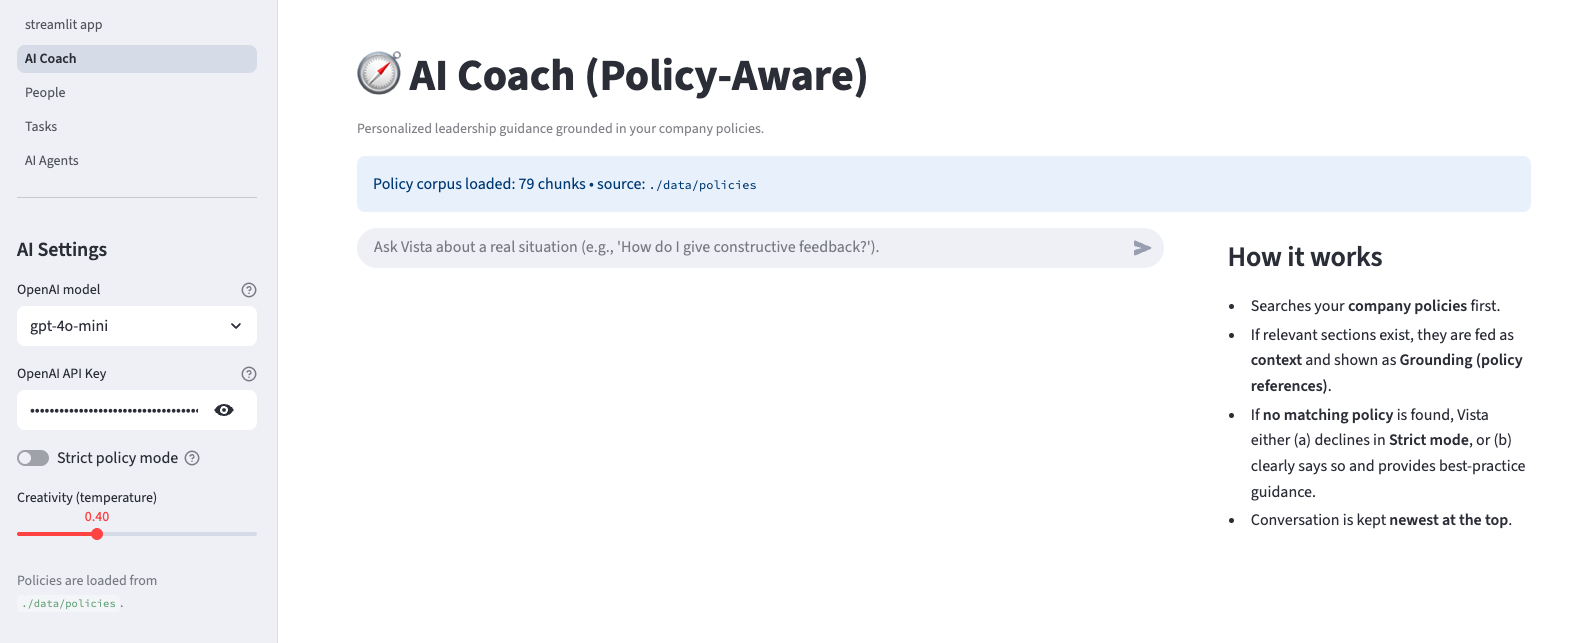 streamlit app
AI Coach
People
Tasks
AI Agents
AI Settings
OpenAI model
gpt-4o-mini
OpenAI API Key
Strict policy mode
Creativity (temperature)
0.40
Policies are loaded from
./data/policies .
AI Coach (Policy-Aware)
Personalized leadership guidance grounded in your company policies.
Policy corpus loaded: 79 chunks • source: ./data/policies
Ask Vista about a real situation (e.g., 'How do I give constructive feedback?').
How it works
• Searches your company policies first.
• If relevant sections exist, they are fed as
context and shown as Grounding (policy
references).
• If no matching policy is found, Vista
either (a) declines in Strict mode, or (b)
clearly says so and provides best-practice
guidance.
• Conversation is kept newest at the top.